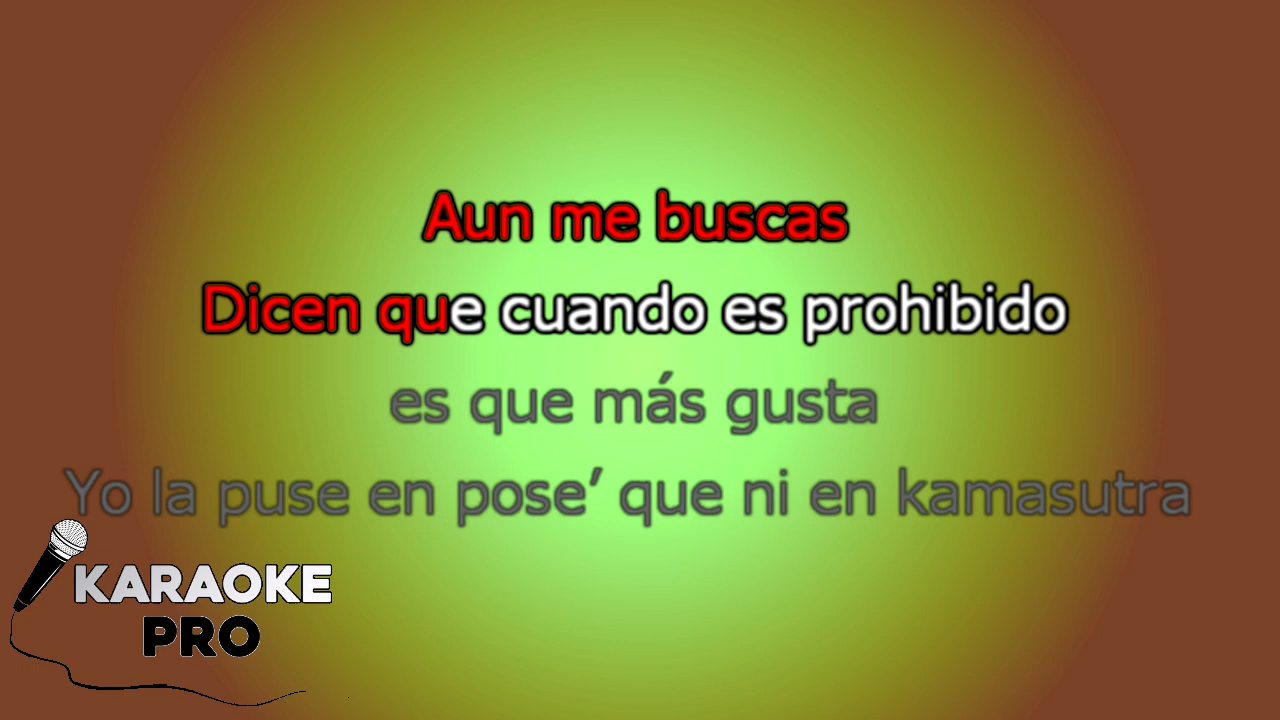 Aun me buscas
Dicen que cuando es prohibido
es que más gusta
Yo la puse en pose’ que ni en kamasutra
KARAOKE
PRO